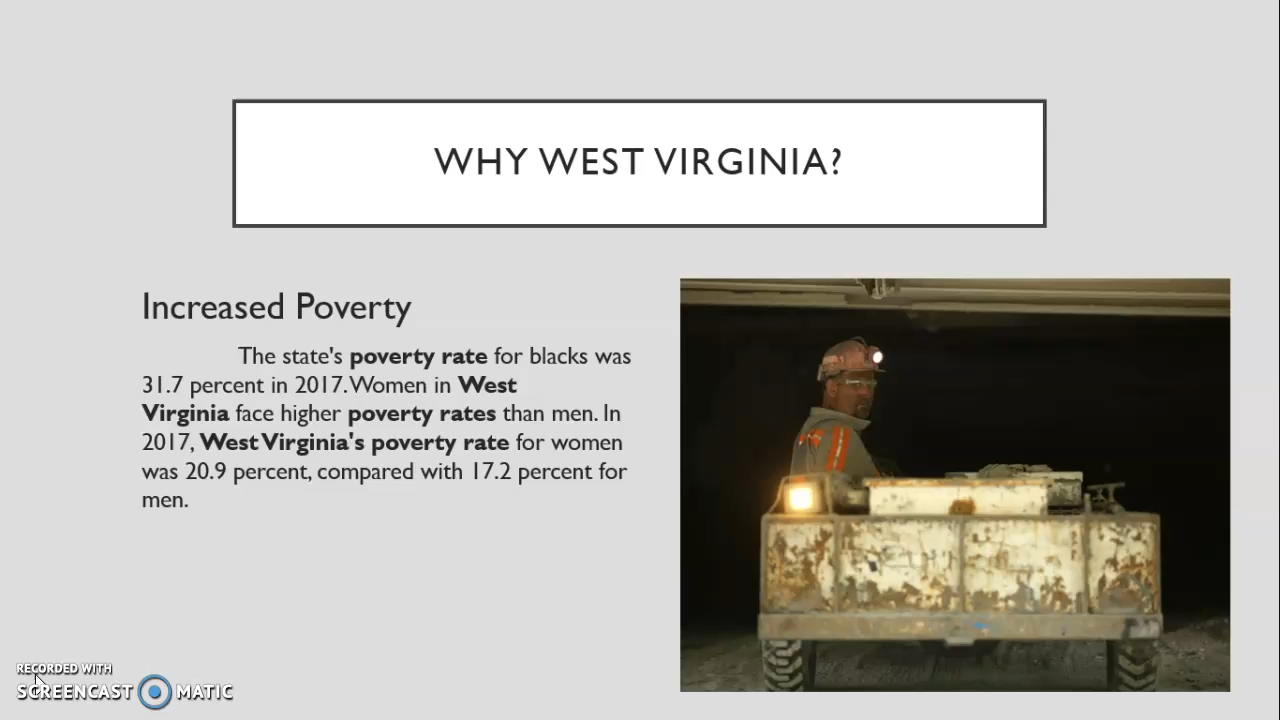 WHY WEST VIRGINIA?
Increased Poverty
The state's poverty rate for blacks was
31.7 percent in 2017. Women in West
Virginia face higher poverty rates than men. In
2017, West Virginia's poverty rate for women
was 20.9 percent, compared with 17.2 percent for
men.
RECORDED WITH
SCREENCAST MATIC